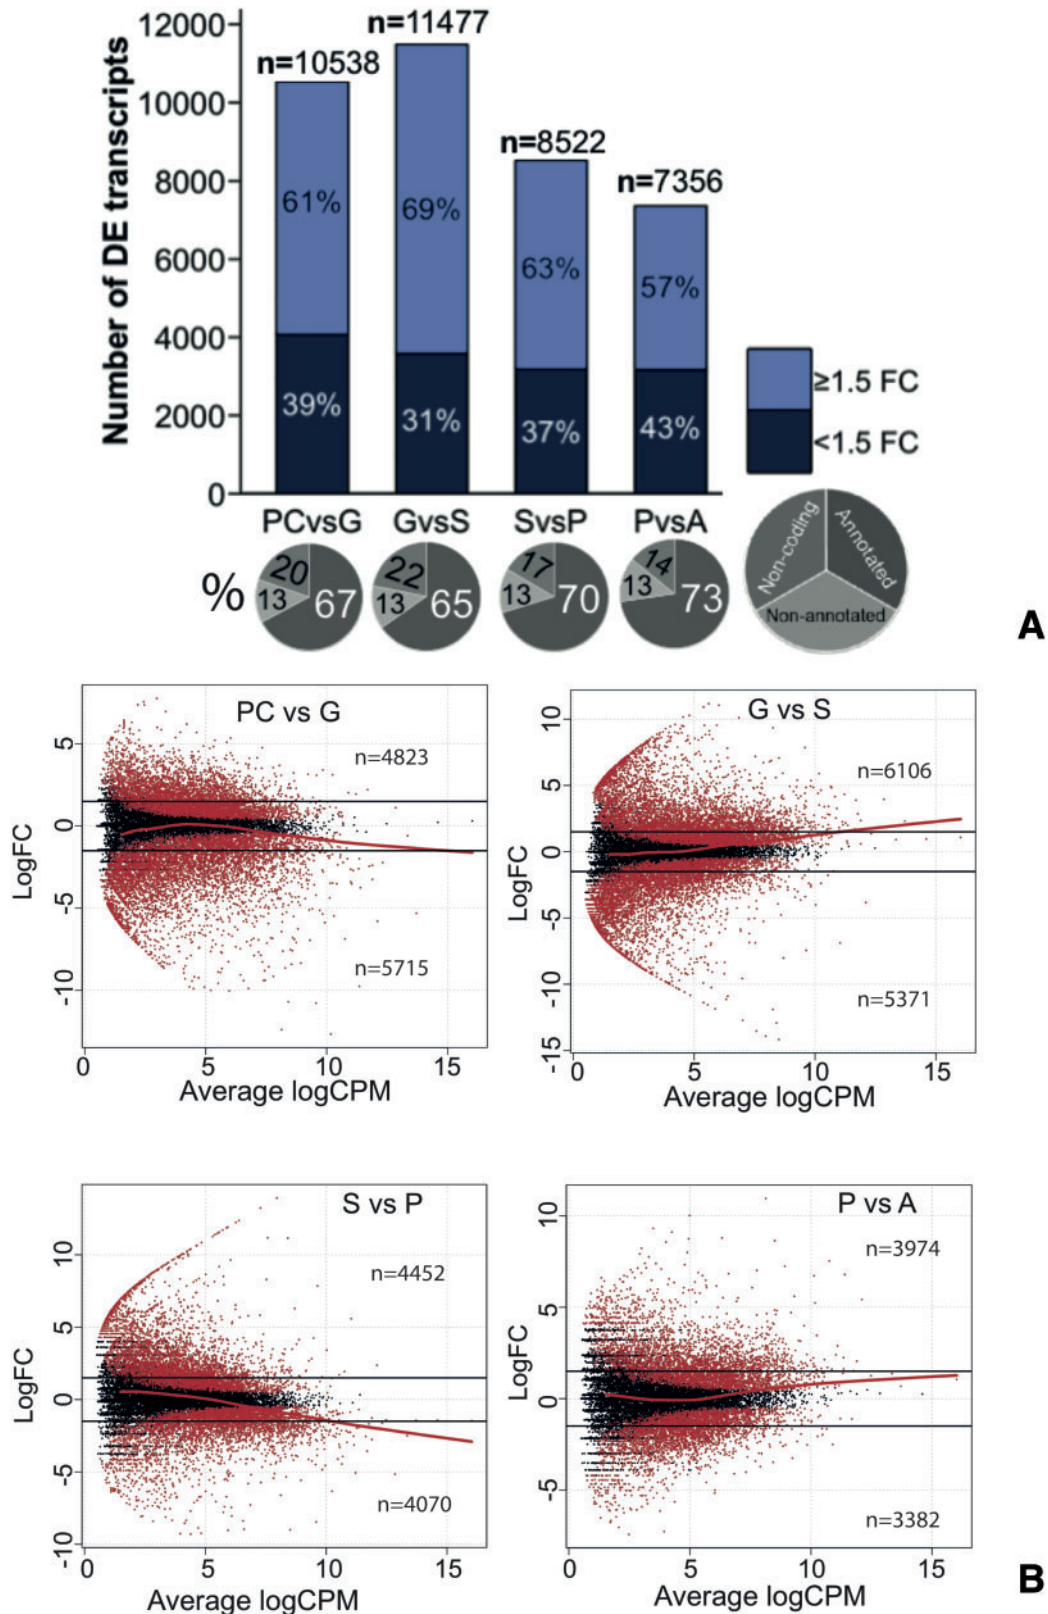 Number of DE transcripts
12000
10000
8000
6000
4000
2000
0
n=10538
n=11477
n=8522
n=7356
61%
69%
63%
57%
39%
31%
37%
43%
≥1.5 FC
<1.5 FC
PCvsG
GvsS
SvsP
PvsA
%
20
13
67
22
13
65
17
13
70
14
13
73
Non-coding
Annotated
Non-annotated
A
PC vs G
n=4823
n=5715
LogFC
5
0
-5
-10
0
5
10
15
Average logCPM
G vs S
n=6106
n=5371
LogFC
10
5
0
-5
-10
-15
0
5
10
15
Average logCPM
S vs P
n=4452
n=4070
LogFC
10
5
0
-5
-10
0
5
10
15
Average logCPM
P vs A
n=3974
n=3382
LogFC
10
5
0
-5
0
5
10
15
Average logCPM
B